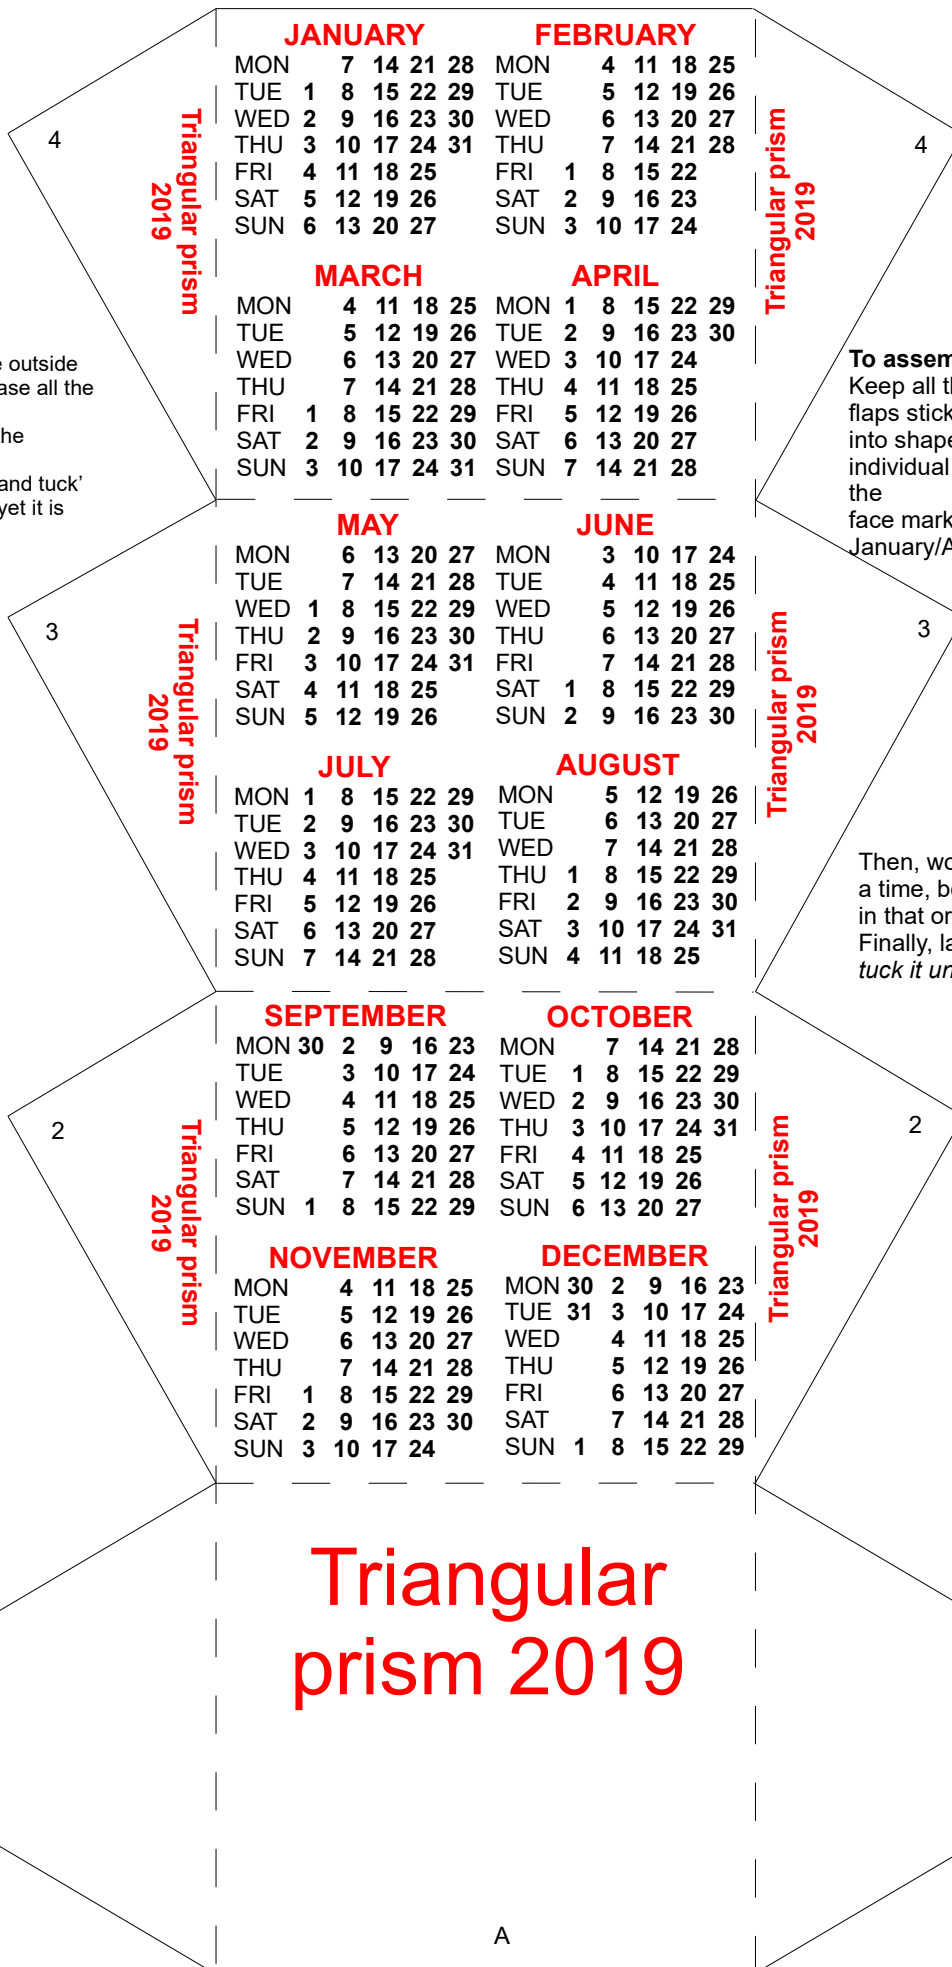 JANUARY
MON 7 14 21 28
TUE 1 8 15 22 29
WED 2 9 16 23 30
THU 3 10 17 24 31
FRI 4 11 18 25
SAT 5 12 19 26
SUN 6 13 20 27
FEBRUARY
MON 4 11 18 25
TUE 5 12 19 26
WED 6 13 20 27
THU 7 14 21 28
FRI 1 8 15 22
SAT 2 9 16 23
SUN 3 10 17 24
4
Triangular prism
2019
Triangular prism
2019
4
MARCH
MON 4 11 18 25
TUE 5 12 19 26
WED 6 13 20 27
THU 7 14 21 28
FRI 1 8 15 22 29
SAT 2 9 16 23 30
SUN 3 10 17 24 31
APRIL
MON 1 8 15 22 29
TUE 2 9 16 23 30
WED 3 10 17 24
THU 4 11 18 25
FRI 5 12 19 26
SAT 6 13 20 27
SUN 7 14 21 28
outside
ase all the
he
and tuck’
yet it is
To assem
Keep all t
flaps stick
into shape
individual
the
face mark
January/A
MAY
MON 6 13 20 27
TUE 7 14 21 28
WED 1 8 15 22 29
THU 2 9 16 23 30
FRI 3 10 17 24 31
SAT 4 11 18 25
SUN 5 12 19 26
JUNE
MON 3 10 17 24
TUE 4 11 18 25
WED 5 12 19 26
THU 6 13 20 27
FRI 7 14 21 28
SAT 1 8 15 22 29
SUN 2 9 16 23 30
3
Triangular prism
2019
Triangular prism
2019
3
JULY
MON 1 8 15 22 29
TUE 2 9 16 23 30
WED 3 10 17 24 31
THU 4 11 18 25
FRI 5 12 19 26
SAT 6 13 20 27
SUN 7 14 21 28
AUGUST
MON 5 12 19 26
TUE 6 13 20 27
WED 7 14 21 28
THU 1 8 15 22 29
FRI 2 9 16 23 30
SAT 3 10 17 24 31
SUN 4 11 18 25
Then, wo
a time, b
in that or
Finally, la
tuck it un
SEPTEMBER
MON 30 2 9 16 23
TUE 3 10 17 24
WED 4 11 18 25
THU 5 12 19 26
FRI 6 13 20 27
SAT 7 14 21 28
SUN 1 8 15 22 29
OCTOBER
MON 7 14 21 28
TUE 1 8 15 22 29
WED 2 9 16 23 30
THU 3 10 17 24 31
FRI 4 11 18 25
SAT 5 12 19 26
SUN 6 13 20 27
2
Triangular prism
2019
Triangular prism
2019
2
NOVEMBER
MON 4 11 18 25
TUE 5 12 19 26
WED 6 13 20 27
THU 7 14 21 28
FRI 1 8 15 22 29
SAT 2 9 16 23 30
SUN 3 10 17 24
DECEMBER
MON 30 2 9 16 23
TUE 31 3 10 17 24
WED 4 11 18 25
THU 5 12 19 26
FRI 6 13 20 27
SAT 7 14 21 28
SUN 1 8 15 22 29
Triangular
prism 2019
A